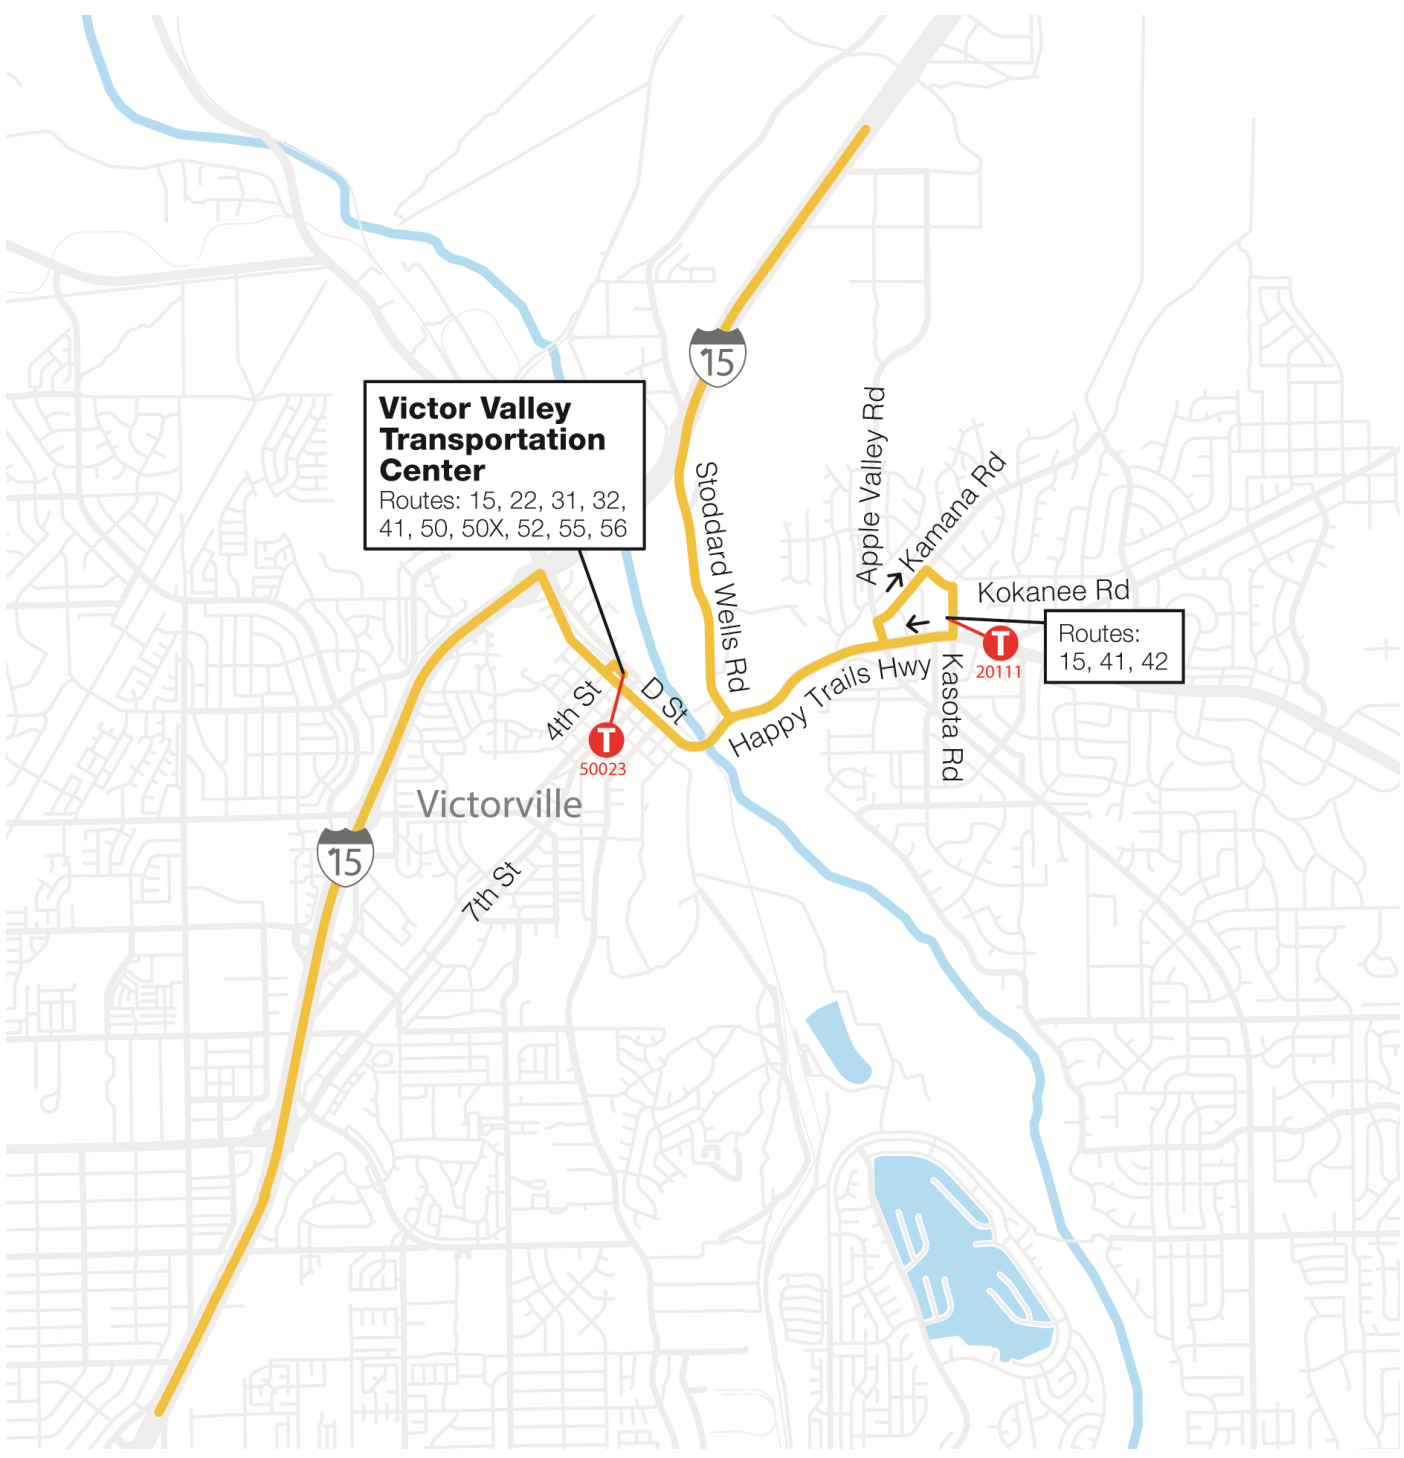 15
Victor Valley
Transportation
Center
Routes: 15, 22, 31, 32,
41, 50, 50X, 52, 55, 56
Stoddard Wells Rd
Apple Valley Rd
Kamana Rd
Kokanee Rd
Routes:
15, 41, 42
T
20111
Happy Trails Hwy
Kasota Rd
4th St
D St
T
50023
Victorville
15
7th St